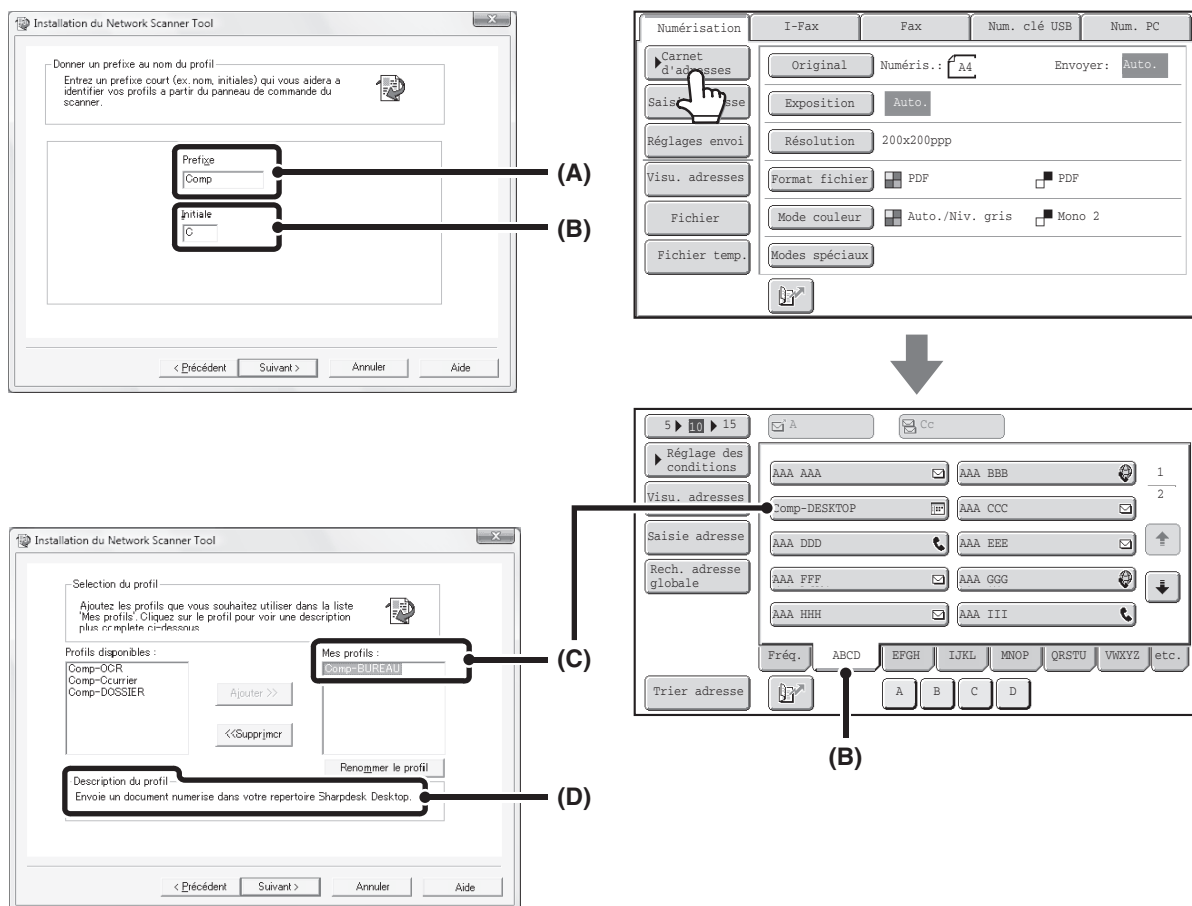 Installation du Network Scanner Tool
Donner un prefixe au nom du profil
Entrez un prefixe court (ex. nom, initiales) qui vous aidera a
identifier vos profils a partir du panneau de commande du
scanner.
Prefixe
Comp
Initiale
C
(A)
(B)
< Précédent
Suivant >
Annuler
Aide
Numérisation
I-Fax
Fax
Num. clé USB
Num. PC
Carnet
d'adresses
Original
Numéris.:
A4
Envoyer:
Auto.
Exposition
Auto.
Réglages envoi
Résolution
200x200ppp
Visu. adresses
Format fichier
PDF
PDF
Fichier
Mode couleur
Auto./Niv. gris
Mono 2
Fichier temp.
Modes spéciaux
Installation du Network Scanner Tool
Selection du profil
Ajoutez les profils que vous souhaitez utiliser dans la liste
'Mes profils'. Cliquez sur le profil pour voir une description
plus complete ci-dessous
Profils disponibles :
Comp-OCR
Comp-Ccurrier
Comp-DOSSIER
Ajouter >>
<<Supprimer
Mes profils :
Comp-BUREAU
Renommer le profil
Description du profil
Envoie un document numerise dans votre repertoire Sharpdesk Desktop.
(C)
(D)
< Précédent
Suivant >
Annuler
Aide
5
10
15
A
Cc
Réglage des
conditions
Visu. adresses
Saisie adresse
Rech. adresse
globale
AAA AAA
AAA BBB
Comp-DESKTOP
AAA CCC
AAA DDD
AAA EEE
AAA FFF
AAA GGG
AAA HHH
AAA III
1
2
Fréq.
ABCD
EFGH
IJKL
MNOP
QRSTU
VWXYZ
etc.
Trier adresse
A
B
C
D
(B)